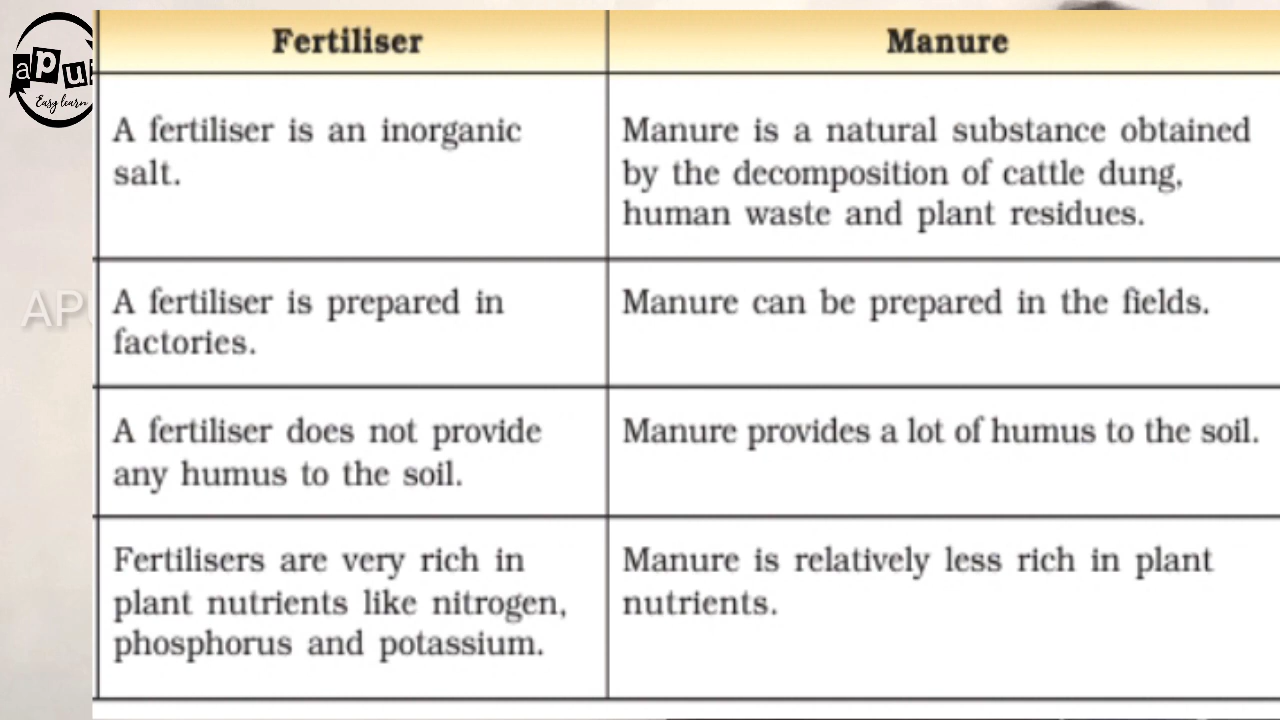 apu
Easy learn
AP
Fertiliser
Manure
A fertiliser is an inorganic
salt.
Manure is a natural substance obtained
by the decomposition of cattle dung,
human waste and plant residues.
A fertiliser is prepared in
factories.
Manure can be prepared in the fields.
A fertiliser does not provide
any humus to the soil.
Manure provides a lot of humus to the soil.
Fertilisers are very rich in
plant nutrients like nitrogen,
phosphorus and potassium.
Manure is relatively less rich in plant
nutrients.